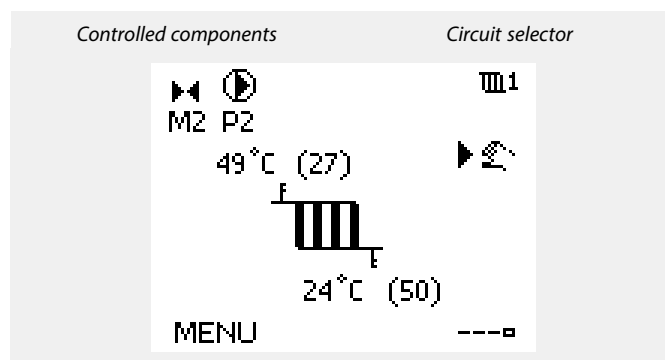 Controlled components Circuit selector
1
M2 P2
49°C (27)
24°C (50)
MENU ---